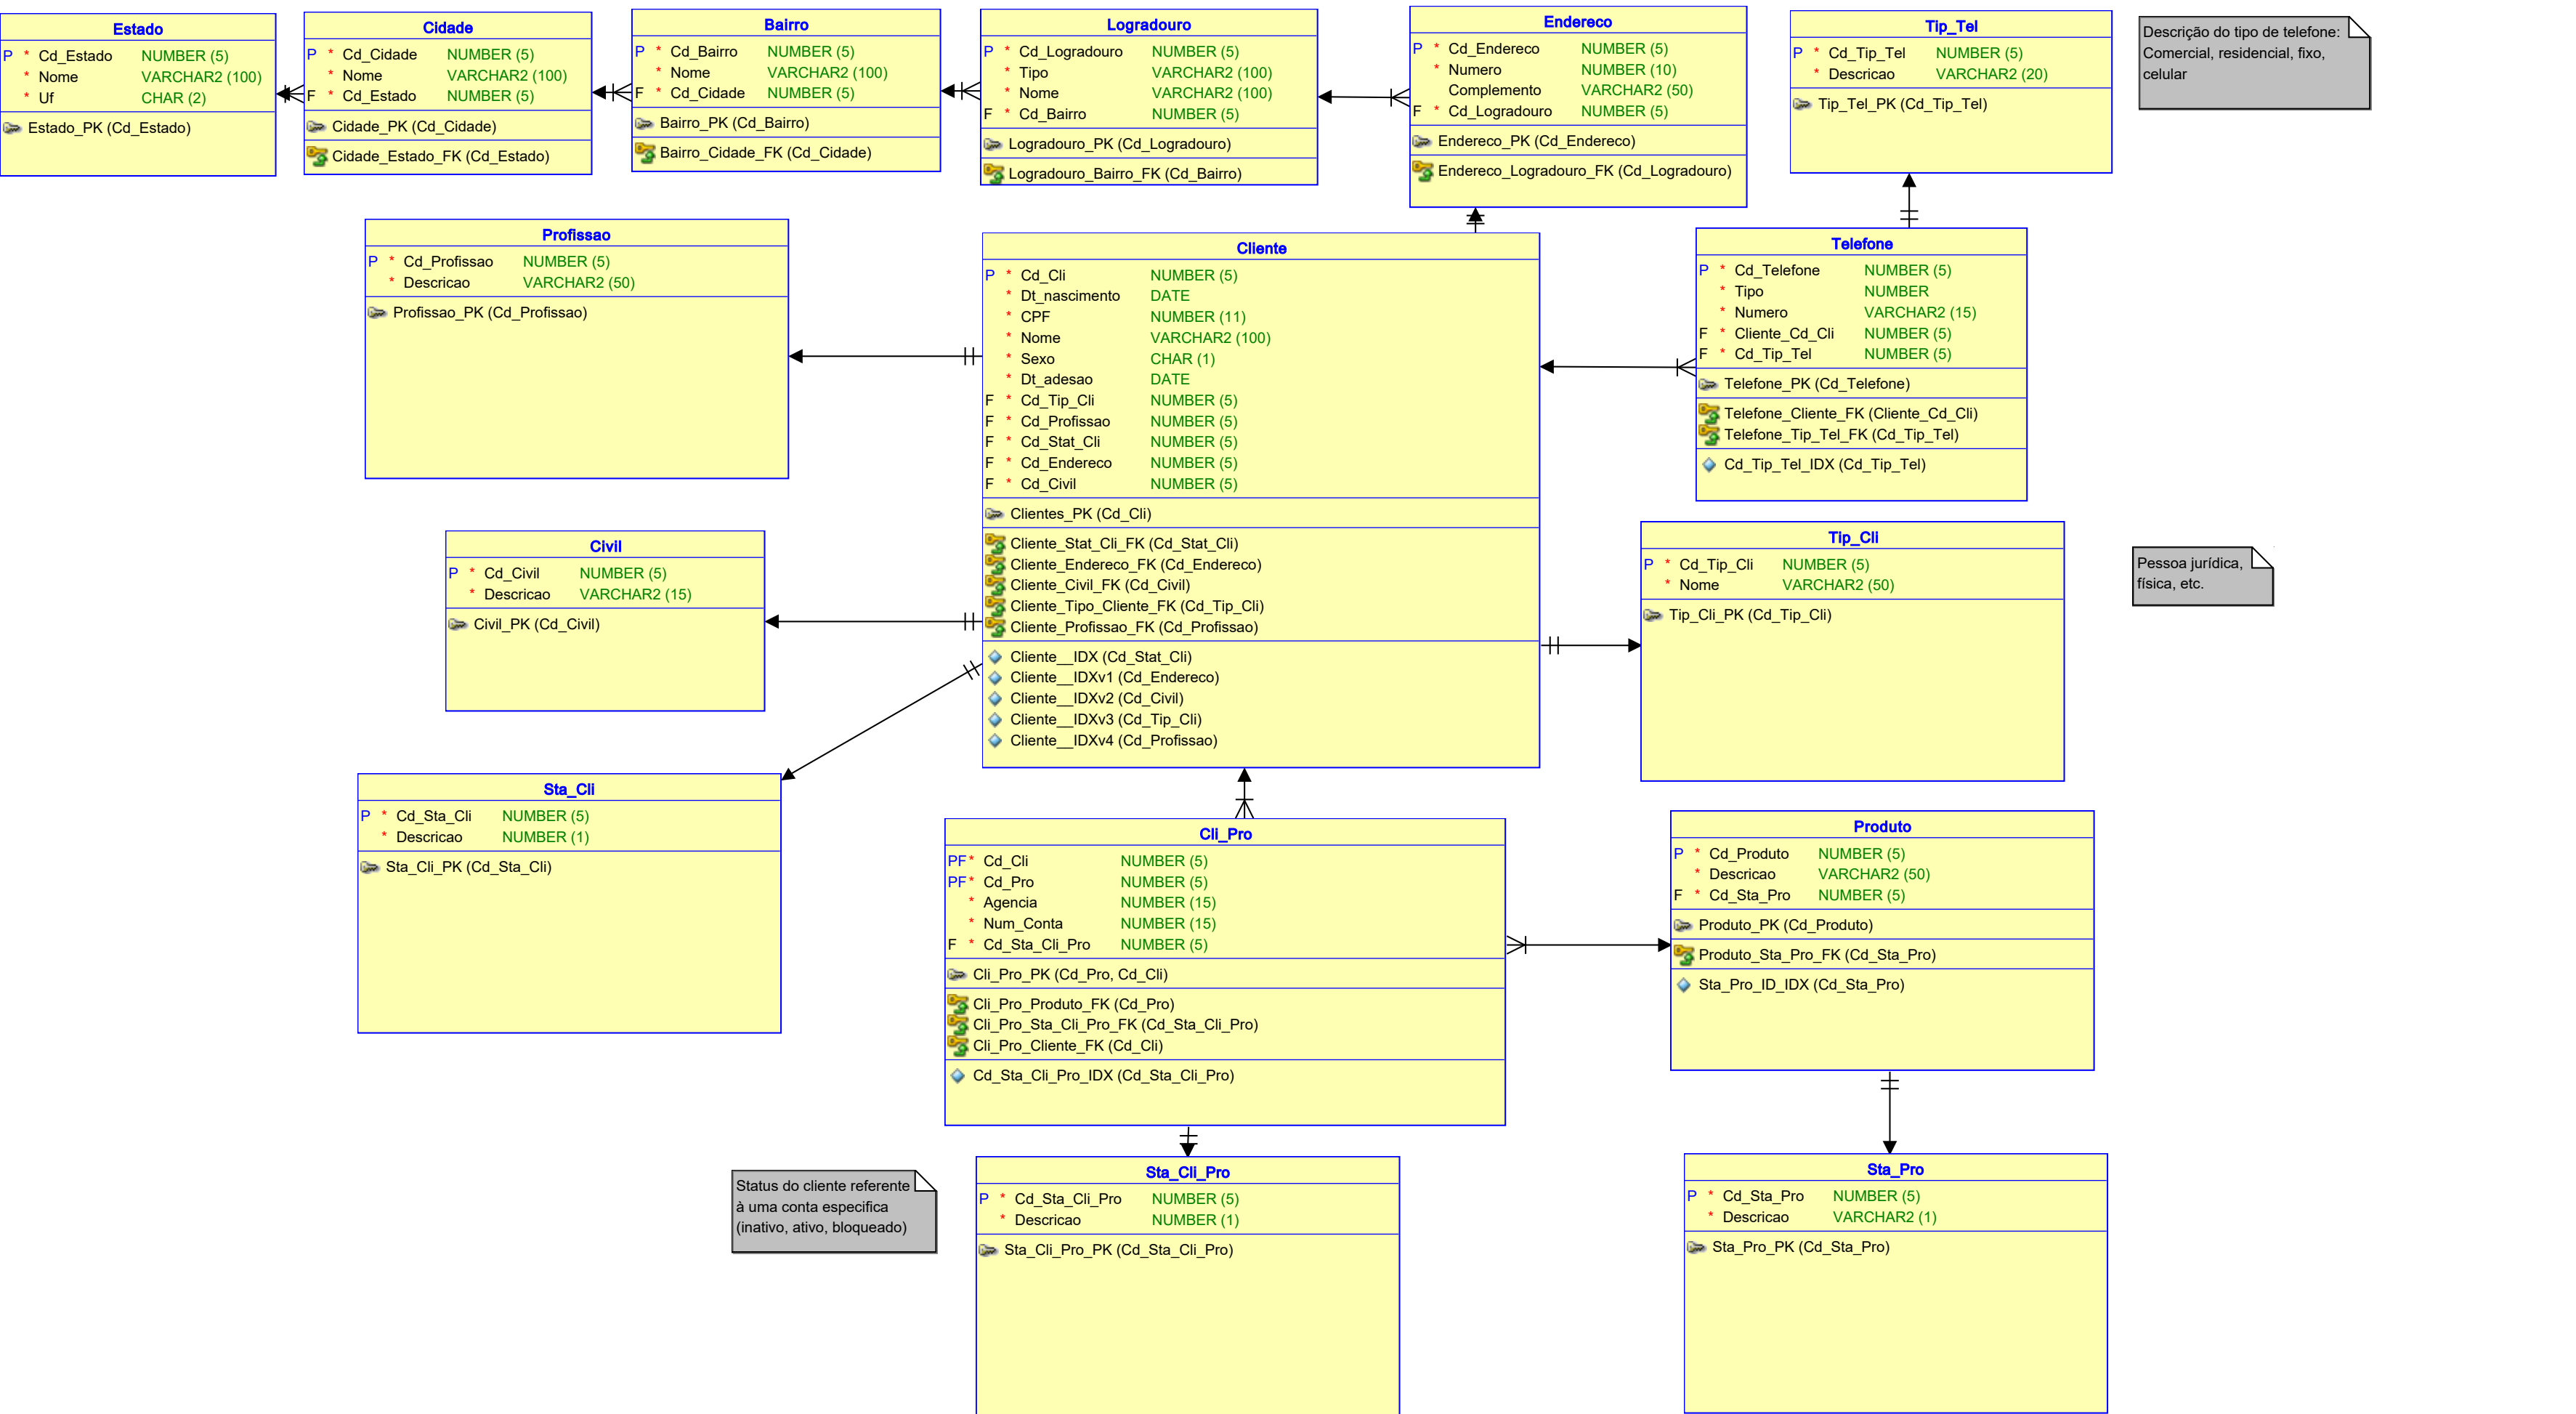 Estado
P * Cd_Estado NUMBER (5)
* Nome VARCHAR2 (100)
* Uf CHAR (2)
Estado_PK (Cd_Estado)
Cidade
P * Cd_Cidade NUMBER (5)
* Nome VARCHAR2 (100)
F * Cd_Estado NUMBER (5)
Cidade_PK (Cd_Cidade)
Cidade_Estado_FK (Cd_Estado)
Bairro
P * Cd_Bairro NUMBER (5)
* Nome VARCHAR2 (100)
F * Cd_Cidade NUMBER (5)
Bairro_PK (Cd_Bairro)
Bairro_Cidade_FK (Cd_Cidade)
Logradouro
P * Cd_Logradouro NUMBER (5)
* Tipo VARCHAR2 (100)
* Nome VARCHAR2 (100)
F * Cd_Bairro NUMBER (5)
Logradouro_PK (Cd_Logradouro)
Logradouro_Bairro_FK (Cd_Bairro)
Endereco
P * Cd_Endereco NUMBER (5)
* Numero NUMBER (10)
Complemento VARCHAR2 (50)
F * Cd_Logradouro NUMBER (5)
Endereco_PK (Cd_Endereco)
Endereco_Logradouro_FK (Cd_Logradouro)
Tip_Tel
P * Cd_Tip_Tel NUMBER (5)
* Descricao VARCHAR2 (20)
Tip_Tel_PK (Cd_Tip_Tel)
Descrição do tipo de telefone:
Comercial, residencial, fixo,
celular
Profissao
P * Cd_Profissao NUMBER (5)
* Descricao VARCHAR2 (50)
Profissao_PK (Cd_Profissao)
Cliente
P * Cd_Cli NUMBER (5)
* Dt_nascimento DATE
* CPF NUMBER (11)
* Nome VARCHAR2 (100)
* Sexo CHAR (1)
* Dt_adesao DATE
F * Cd_Tip_Cli NUMBER (5)
F * Cd_Profissao NUMBER (5)
F * Cd_Stat_Cli NUMBER (5)
F * Cd_Endereco NUMBER (5)
F * Cd_Civil NUMBER (5)
Clientes_PK (Cd_Cli)
Cliente_Stat_Cli_FK (Cd_Stat_Cli)
Cliente_Endereco_FK (Cd_Endereco)
Cliente_Civil_FK (Cd_Civil)
Cliente_Tipo_Cliente_FK (Cd_Tip_Cli)
Cliente_Profissao_FK (Cd_Profissao)
Cliente__IDX (Cd_Stat_Cli)
Cliente__IDXv1 (Cd_Endereco)
Cliente__IDXv2 (Cd_Civil)
Cliente__IDXv3 (Cd_Tip_Cli)
Cliente__IDXv4 (Cd_Profissao)
Telefone
P * Cd_Telefone NUMBER (5)
* Tipo NUMBER
* Numero VARCHAR2 (15)
F * Cliente_Cd_Cli NUMBER (5)
F * Cd_Tip_Tel NUMBER (5)
Telefone_PK (Cd_Telefone)
Telefone_Cliente_FK (Cliente_Cd_Cli)
Telefone_Tip_Tel_FK (Cd_Tip_Tel)
Cd_Tip_Tel_IDX (Cd_Tip_Tel)
Civil
P * Cd_Civil NUMBER (5)
* Descricao VARCHAR2 (15)
Civil_PK (Cd_Civil)
Tip_Cli
P * Cd_Tip_Cli NUMBER (5)
* Nome VARCHAR2 (50)
Tip_Cli_PK (Cd_Tip_Cli)
Pessoa jurídica,
física, etc.
Sta_Cli
P * Cd_Sta_Cli NUMBER (5)
* Descricao NUMBER (1)
Sta_Cli_PK (Cd_Sta_Cli)
Cli_Pro
PF * Cd_Cli NUMBER (5)
PF * Cd_Pro NUMBER (5)
* Agencia NUMBER (15)
* Num_Conta NUMBER (15)
F * Cd_Sta_Cli_Pro NUMBER (5)
Cli_Pro_PK (Cd_Pro, Cd_Cli)
Cli_Pro_Produto_FK (Cd_Pro)
Cli_Pro_Sta_Cli_Pro_FK (Cd_Sta_Cli_Pro)
Cli_Pro_Cliente_FK (Cd_Cli)
Cd_Sta_Cli_Pro_IDX (Cd_Sta_Cli_Pro)
Produto
P * Cd_Produto NUMBER (5)
* Descricao VARCHAR2 (50)
F * Cd_Sta_Pro NUMBER (5)
Produto_PK (Cd_Produto)
Produto_Sta_Pro_FK (Cd_Sta_Pro)
Sta_Pro_ID_IDX (Cd_Sta_Pro)
Status do cliente referente
à uma conta especifica
(inativo, ativo, bloqueado)
Sta_Cli_Pro
P * Cd_Sta_Cli_Pro NUMBER (5)
* Descricao NUMBER (1)
Sta_Cli_Pro_PK (Cd_Sta_Cli_Pro)
Sta_Pro
P * Cd_Sta_Pro NUMBER (5)
* Descricao VARCHAR2 (1)
Sta_Pro_PK (Cd_Sta_Pro)